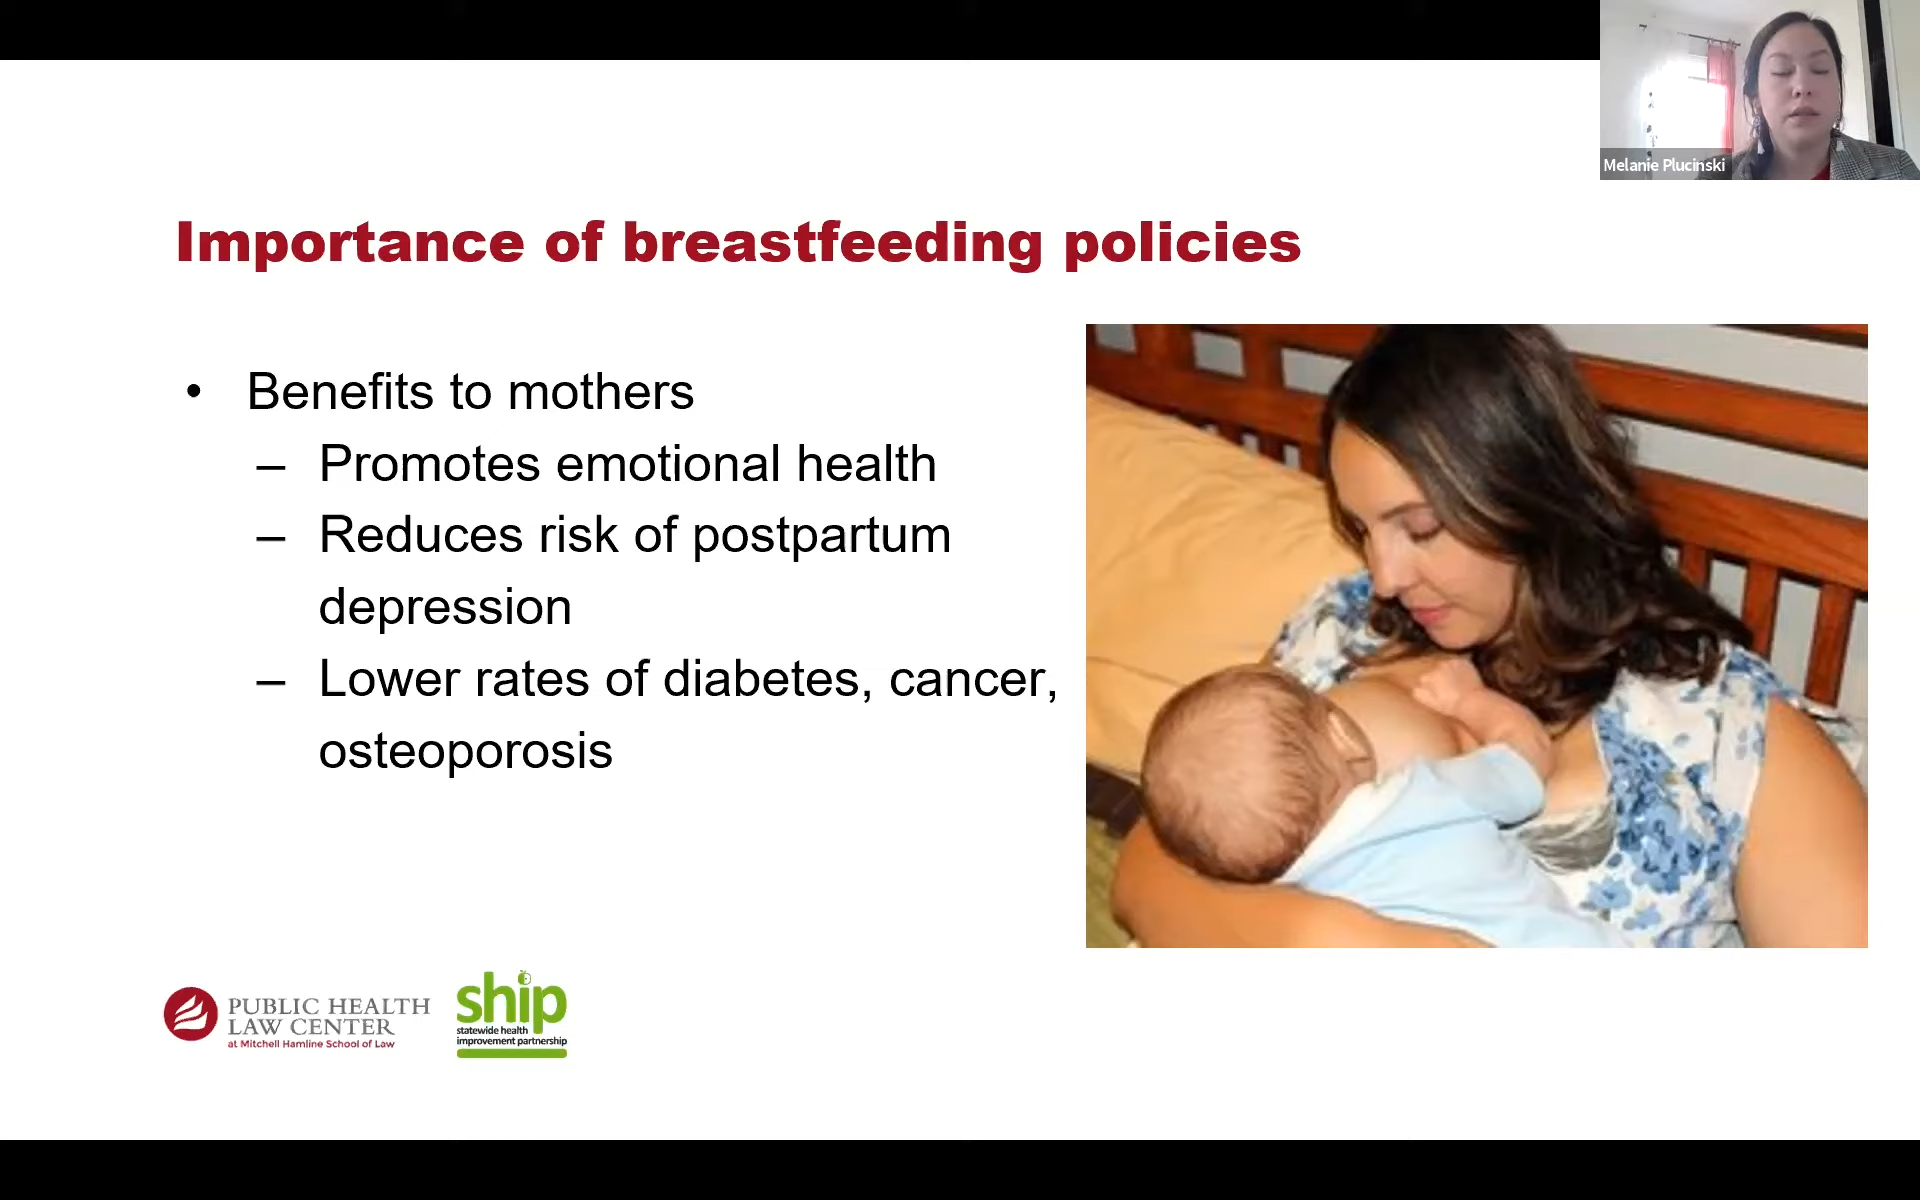 Melanie Plucinski
Importance of breastfeeding policies
• Benefits to mothers
– Promotes emotional health
– Reduces risk of postpartum
depression
– Lower rates of diabetes, cancer,
osteoporosis
PUBLIC HEALTH
LAW CENTER
at Mitchell Hamline School of Law
ship
statewide health
improvement partnership